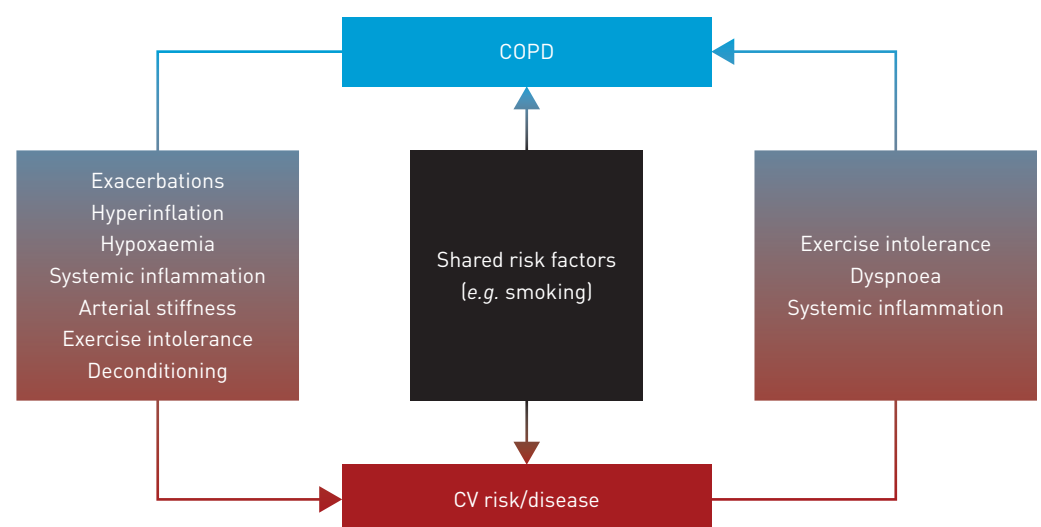 COPD
Exacerbations
Hyperinflation
Hypoxaemia
Systemic inflammation
Arterial stiffness
Exercise intolerance
Deconditioning
Shared risk factors
(e.g. smoking)
Exercise intolerance
Dyspnoea
Systemic inflammation
CV risk/disease